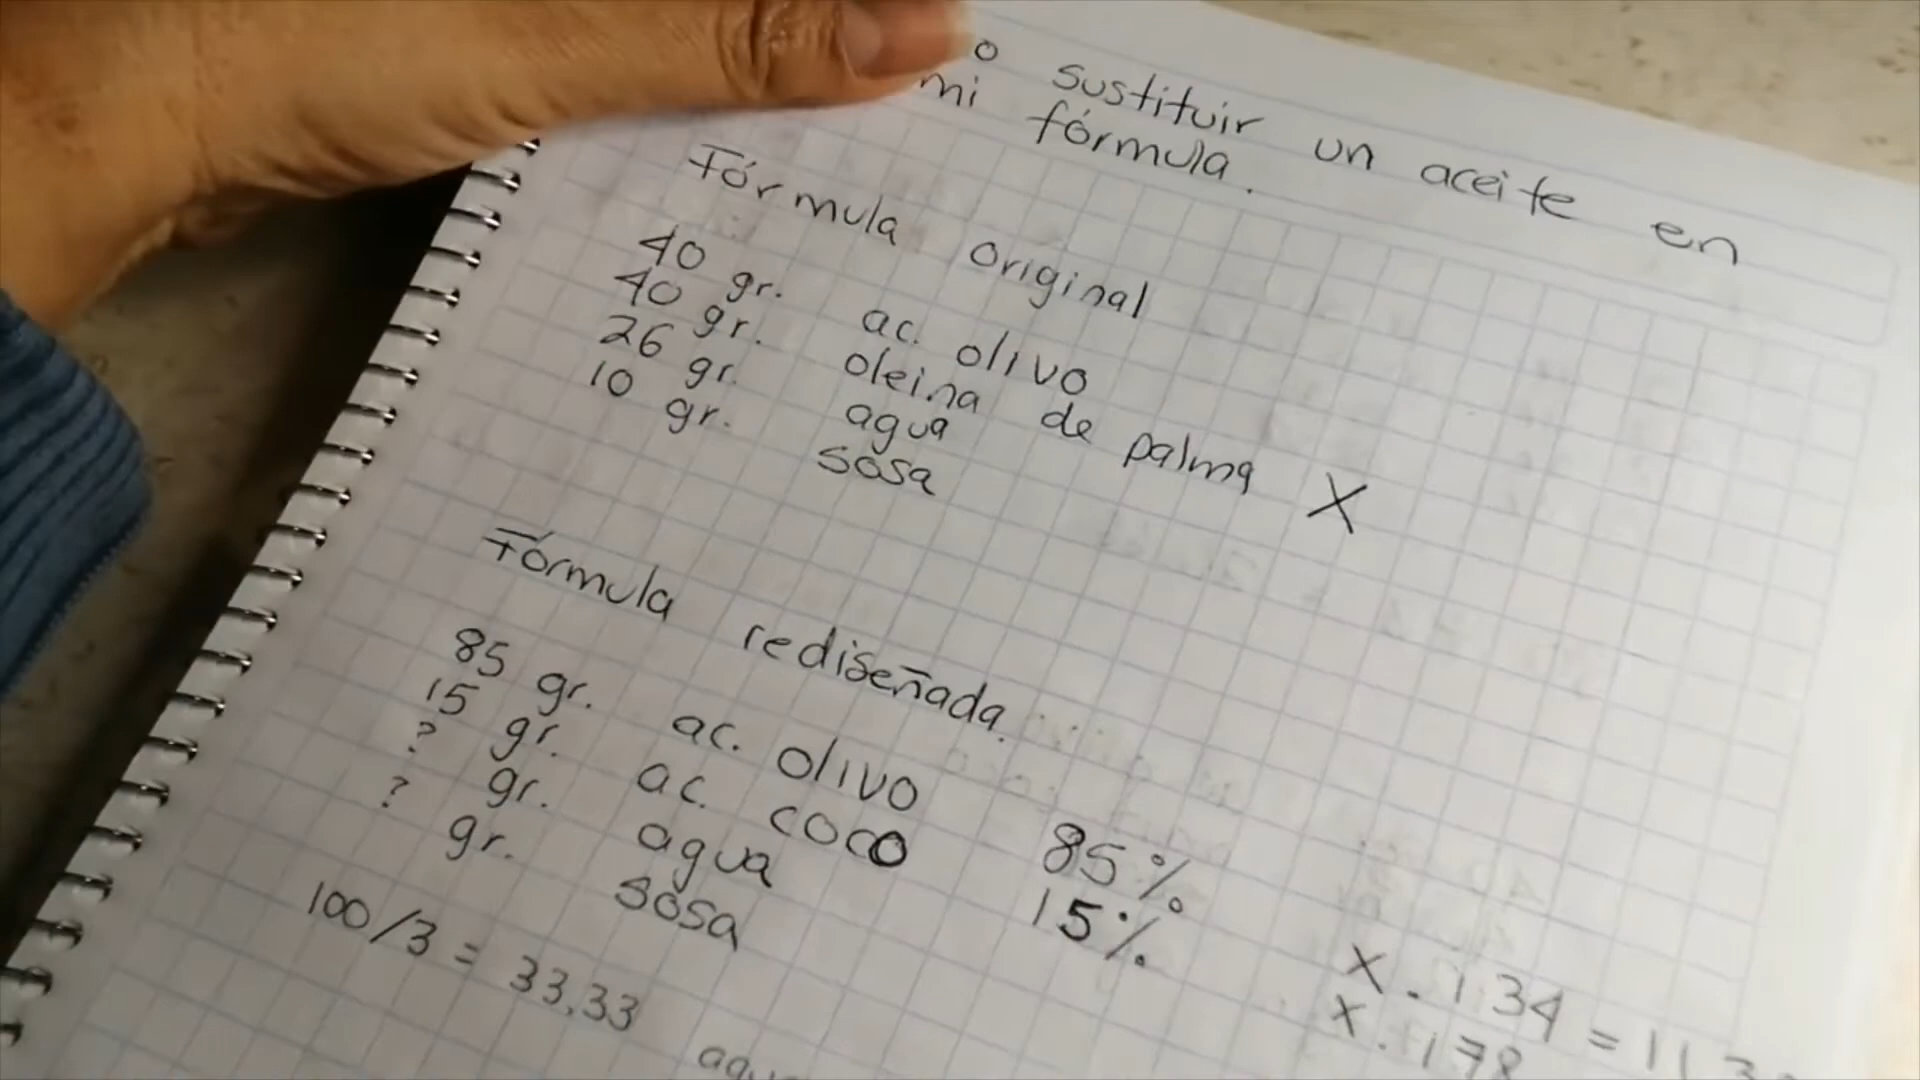 o sustituir un aceite en
mi fórmula.
Fórmula original
40 gr. ac. olivo
40 gr. oleina de palma X
26 gr. agua
10 gr. sosa
Fórmula rediseñada.
85 gr. ac. olivo 85% X .134 = 11.3
15 gr. ac. coco 15% X .178
? gr. agua
? gr. sosa
100/3 = 33.33